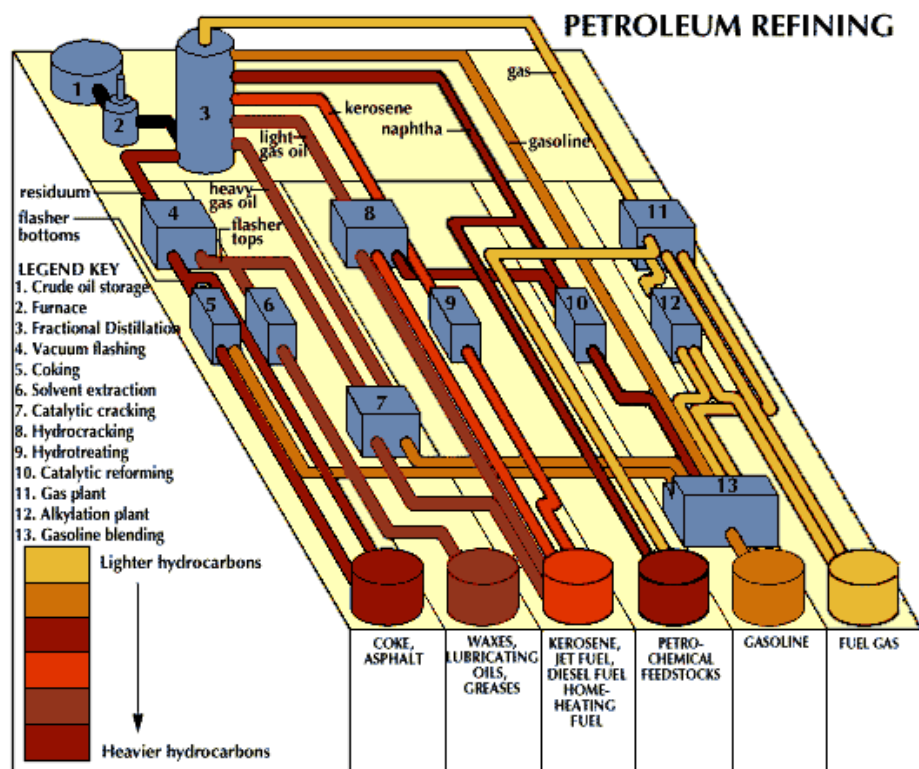 PETROLEUM REFINING
1
2
3
gas
kerosene
naphtha
light
gas oil
gasoline
heavy
gas oil
residuum
flasher
bottoms
flasher
tops
4
8
11
LEGEND KEY
1. Crude oil storage
2. Furnace
3. Fractional Distillation
4. Vacuum flashing
5. Coking
6. Solvent extraction
7. Catalytic cracking
8. Hydrocracking
9. Hydrotreating
10. Catalytic reforming
11. Gas plant
12. Alkylation plant
13. Gasoline blending
5
6
9
10
12
7
13
Lighter hydrocarbons
Heavier hydrocarbons
COKE,
ASPHALT
WAXES,
LUBRICATING
OILS,
GREASES
KEROSENE,
JET FUEL,
DIESEL FUEL
HOME-
HEATING
FUEL
PETRO-
CHEMICAL
FEEDSTOCKS
GASOLINE
FUEL GAS